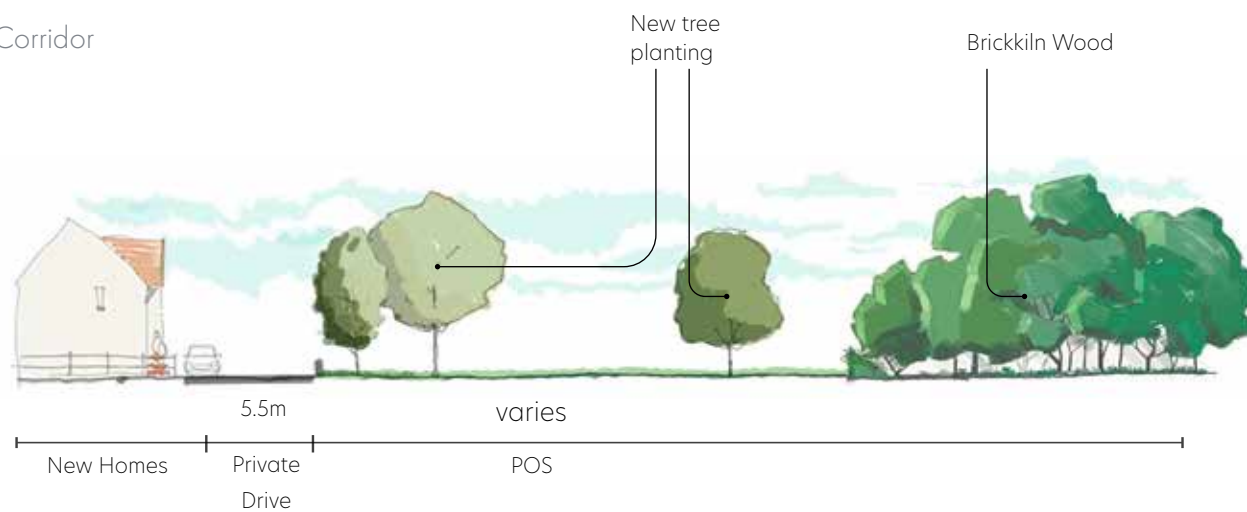 Corridor
New tree
planting
Brickkiln Wood
5.5m
varies
New Homes
Private
Drive
POS